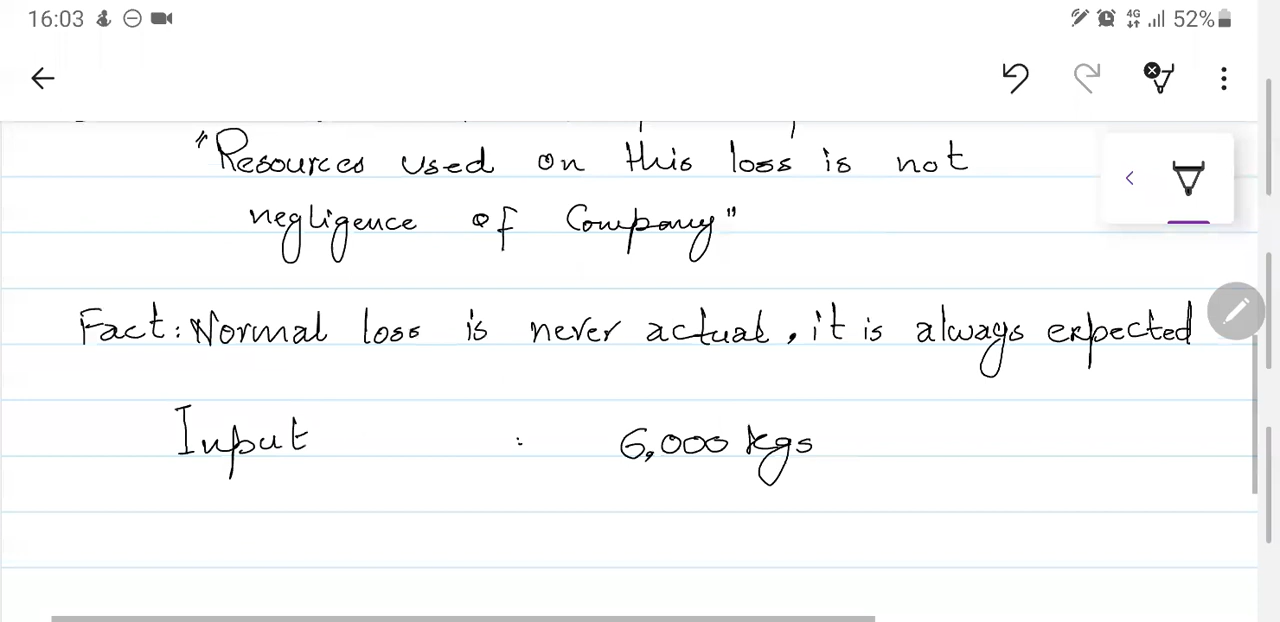 16:03 4G 52%
"Resources used on this loss is not
negligence of Company"
Fact: Normal loss is never actual, it is always expected
Input : 6,000 kgs